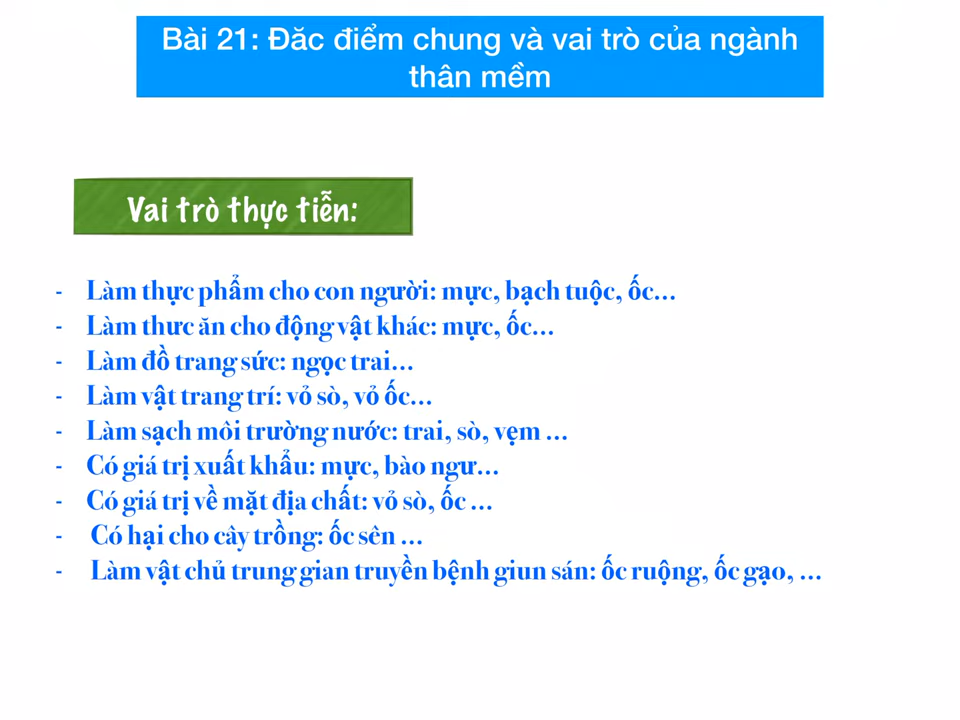 Bài 21: Đăc điểm chung và vai trò của ngành
thân mềm
Vai trò thực tiễn:
- Làm thực phẩm cho con người: mực, bạch tuộc, ốc...
- Làm thưc ăn cho động vật khác: mực, ốc...
- Làm đồ trang sức: ngọc trai...
- Làm vật trang trí: vỏ sò, vỏ ốc...
- Làm sạch môi trường nước: trai, sò, vẹm ...
- Có giá trị xuất khẩu: mực, bào ngư...
- Có giá trị về mặt địa chất: vỏ sò, ốc ...
- Có hại cho cây trồng: ốc sên ...
- Làm vật chủ trung gian truyền bệnh giun sán: ốc ruộng, ốc gạo, ...